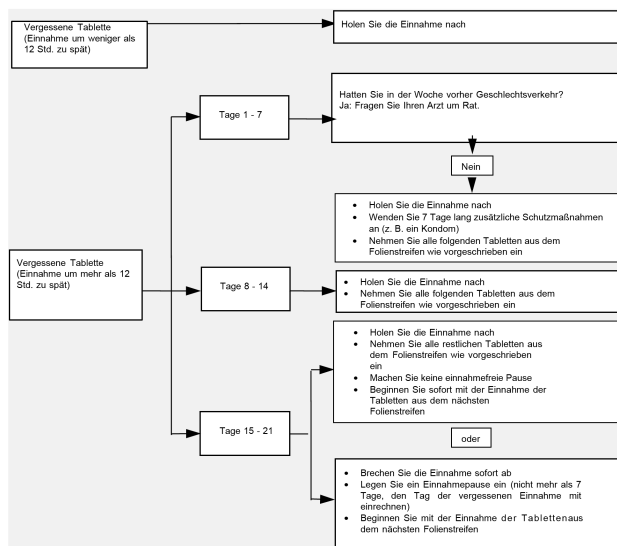 Vergessene Tablette
(Einnahme um weniger als
12 Std. zu spät)
Holen Sie die Einnahme nach
Tage 1 - 7
Hatten Sie in der Woche vorher Geschlechtsverkehr?
Ja: Fragen Sie Ihren Arzt um Rat.
Nein
• Holen Sie die Einnahme nach
• Wenden Sie 7 Tage lang zusätzliche Schutzmaßnahmen
an (z. B. ein Kondom)
• Nehmen Sie alle folgenden Tabletten aus dem
Folienstreifen wie vorgeschrieben ein
Vergessene Tablette
(Einnahme um mehr als 12
Std. zu spät)
Tage 8 - 14
• Holen Sie die Einnahme nach
• Nehmen Sie alle folgenden Tabletten aus dem
Folienstreifen wie vorgeschrieben ein
Tage 15 - 21
• Holen Sie die Einnahme nach
• Nehmen Sie alle restlichen Tabletten aus
dem Folienstreifen wie vorgeschrieben
ein
• Machen Sie keine einnahmefreie Pause
• Beginnen Sie sofort mit der Einnahme der
Tabletten aus dem nächsten
Folienstreifen
oder
• Brechen Sie die Einnahme sofort ab
• Legen Sie ein Einnahmepause ein (nicht mehr als 7
Tage, den Tag der vergessenen Einnahme mit
einrechnen)
• Beginnen Sie mit der Einnahme der Tablettenaus
dem nächsten Folienstreifen